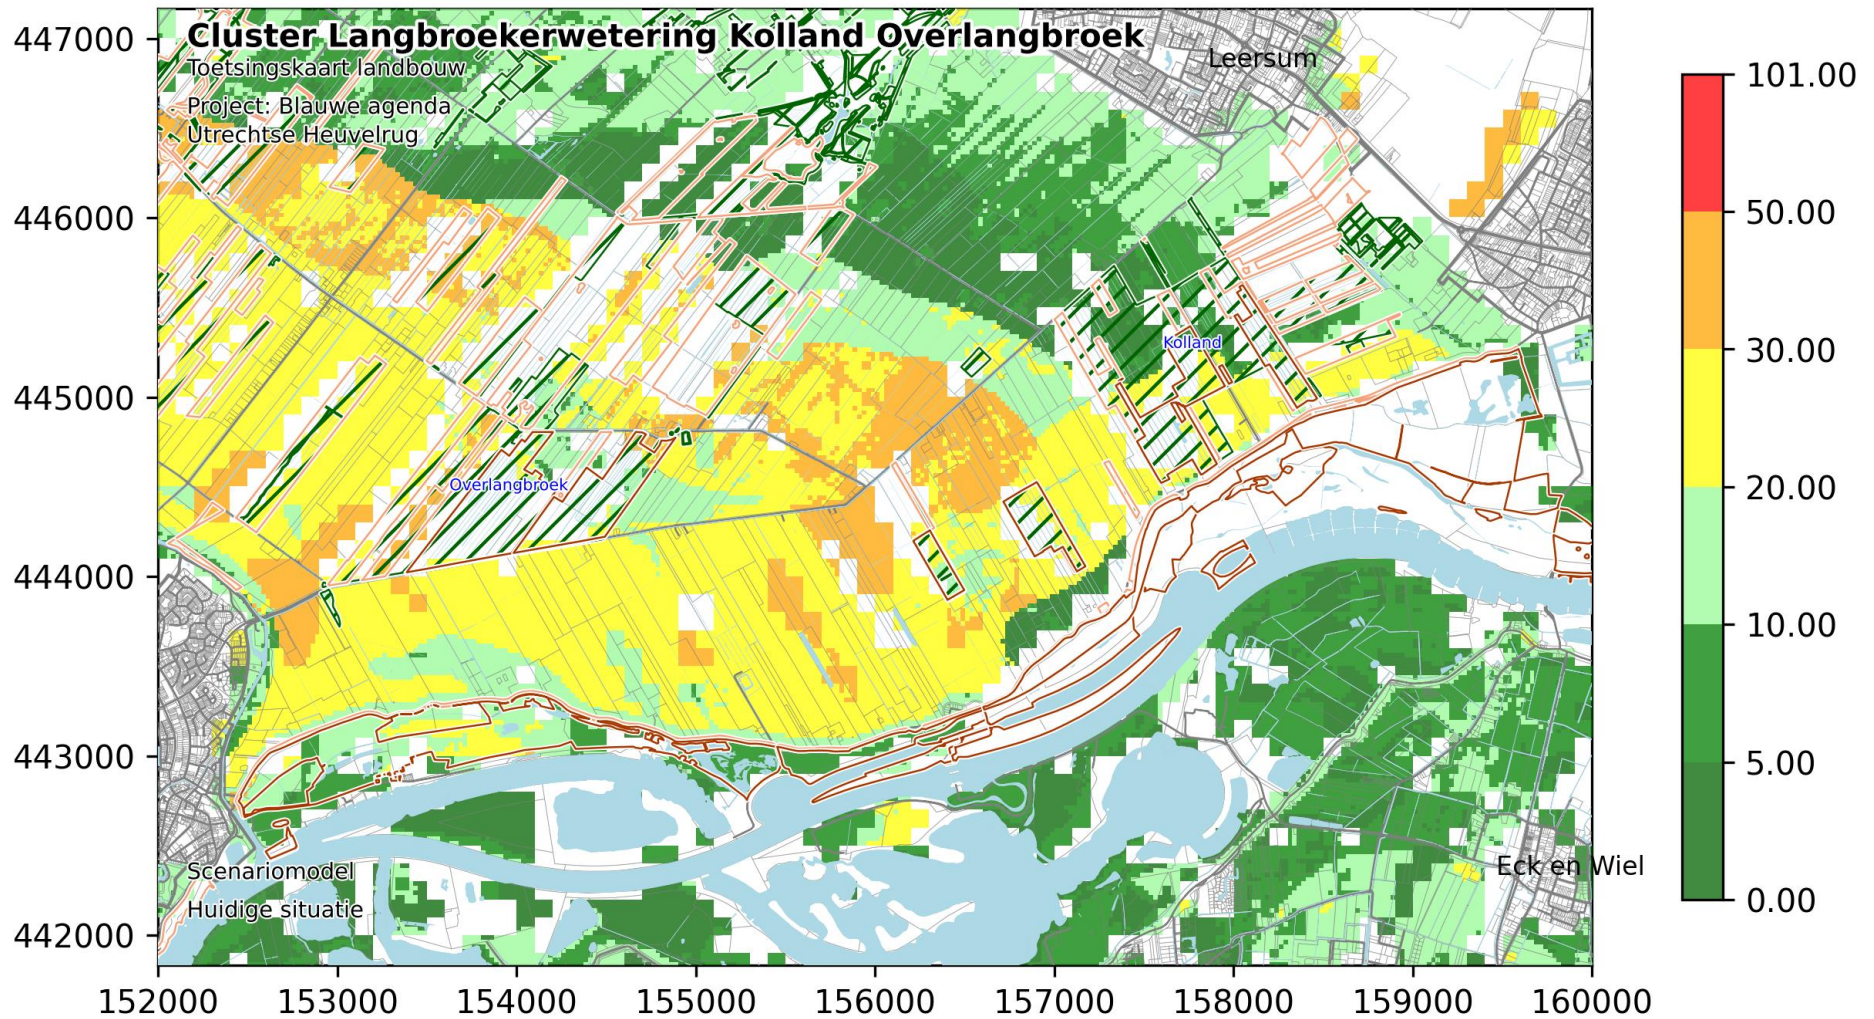 Cluster Langbroekerwetering Kolland Overlangbroek
Toetsingskaart landbouw
Project: Blauwe agenda
Utrechtse Heuvelrug
Leersum
Kolland
Overlangbroek
Eck en Wiel
Scenariomodel
Huidige situatie
447000
446000
445000
444000
443000
442000
152000 153000 154000 155000 156000 157000 158000 159000 160000
101.00
50.00
30.00
20.00
10.00
5.00
0.00